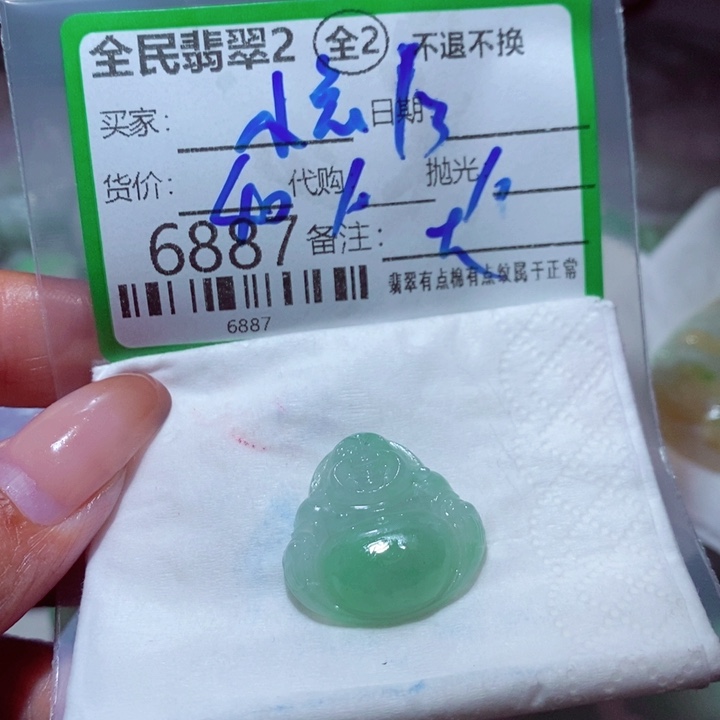 全民翡翠2 全2 不退不换
买家: 日期
货价: 代购 抛光
6887 备注:
翡翠有点棉有点纹属于正常
6887